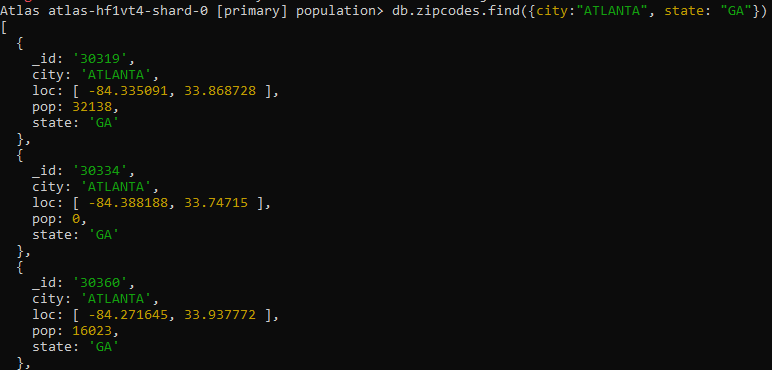 Atlas atlas-hf1vt4-shard-0 [primary] population> db.zipcodes.find({city:"ATLANTA", state: "GA"})
[
  {
    _id: '30319',
    city: 'ATLANTA',
    loc: [ -84.335091, 33.868728 ],
    pop: 32138,
    state: 'GA'
  },
  {
    _id: '30334',
    city: 'ATLANTA',
    loc: [ -84.388188, 33.74715 ],
    pop: 0,
    state: 'GA'
  },
  {
    _id: '30360',
    city: 'ATLANTA',
    loc: [ -84.271645, 33.937772 ],
    pop: 16023,
    state: 'GA'
  },